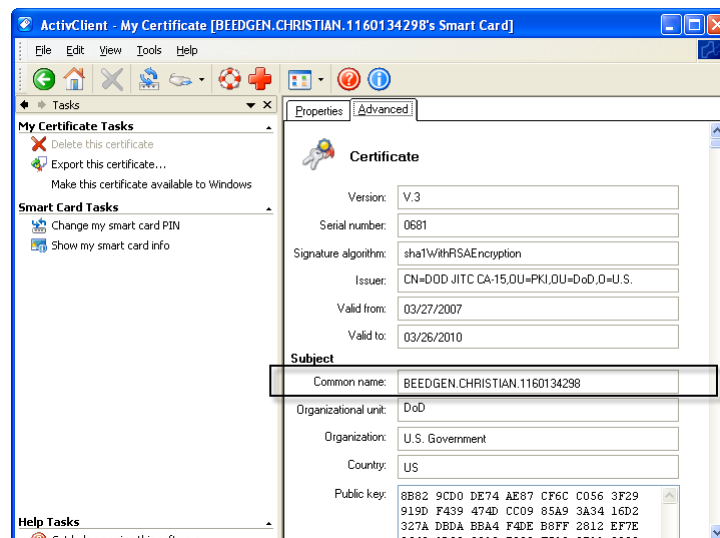 ActivClient - My Certificate [BEEDGEN.CHRISTIAN.1160134298's Smart Card]
File Edit View Tools Help
Tasks
My Certificate Tasks
Delete this certificate
Export this certificate...
Make this certificate available to Windows
Smart Card Tasks
Change my smart card PIN
Show my smart card info
Help Tasks
Properties Advanced
Certificate
Version: V.3
Serial number: 0681
Signature algorithm: sha1WithRSAEncryption
Issuer: CN=DOD JITC CA-15,OU=PKI,OU=DoD,O=U.S.
Valid from: 03/27/2007
Valid to: 03/26/2010
Subject
Common name: BEEDGEN.CHRISTIAN.1160134298
Organizational unit: DoD
Organization: U.S. Government
Country: US
Public key: 8B82 9CD0 DE74 AE87 CF6C C056 3F29
919D F439 474D CC09 85A9 3A34 16D2
327A DBDA BBA4 F4DE B8FF 2812 EF7E